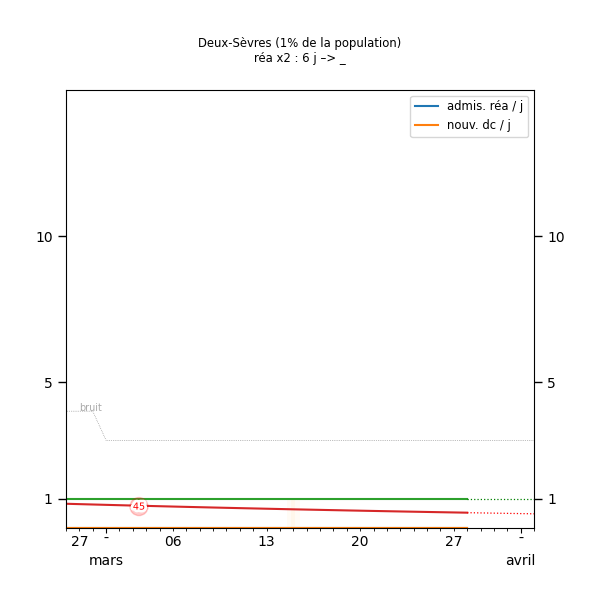 Deux-Sèvres (1% de la population)
réa x2 : 6 j –> _
admis. réa / j
nouv. dc / j
10 10
5 5
bruit
1 1
45
27 - 06 13 20 27 -
mars avril